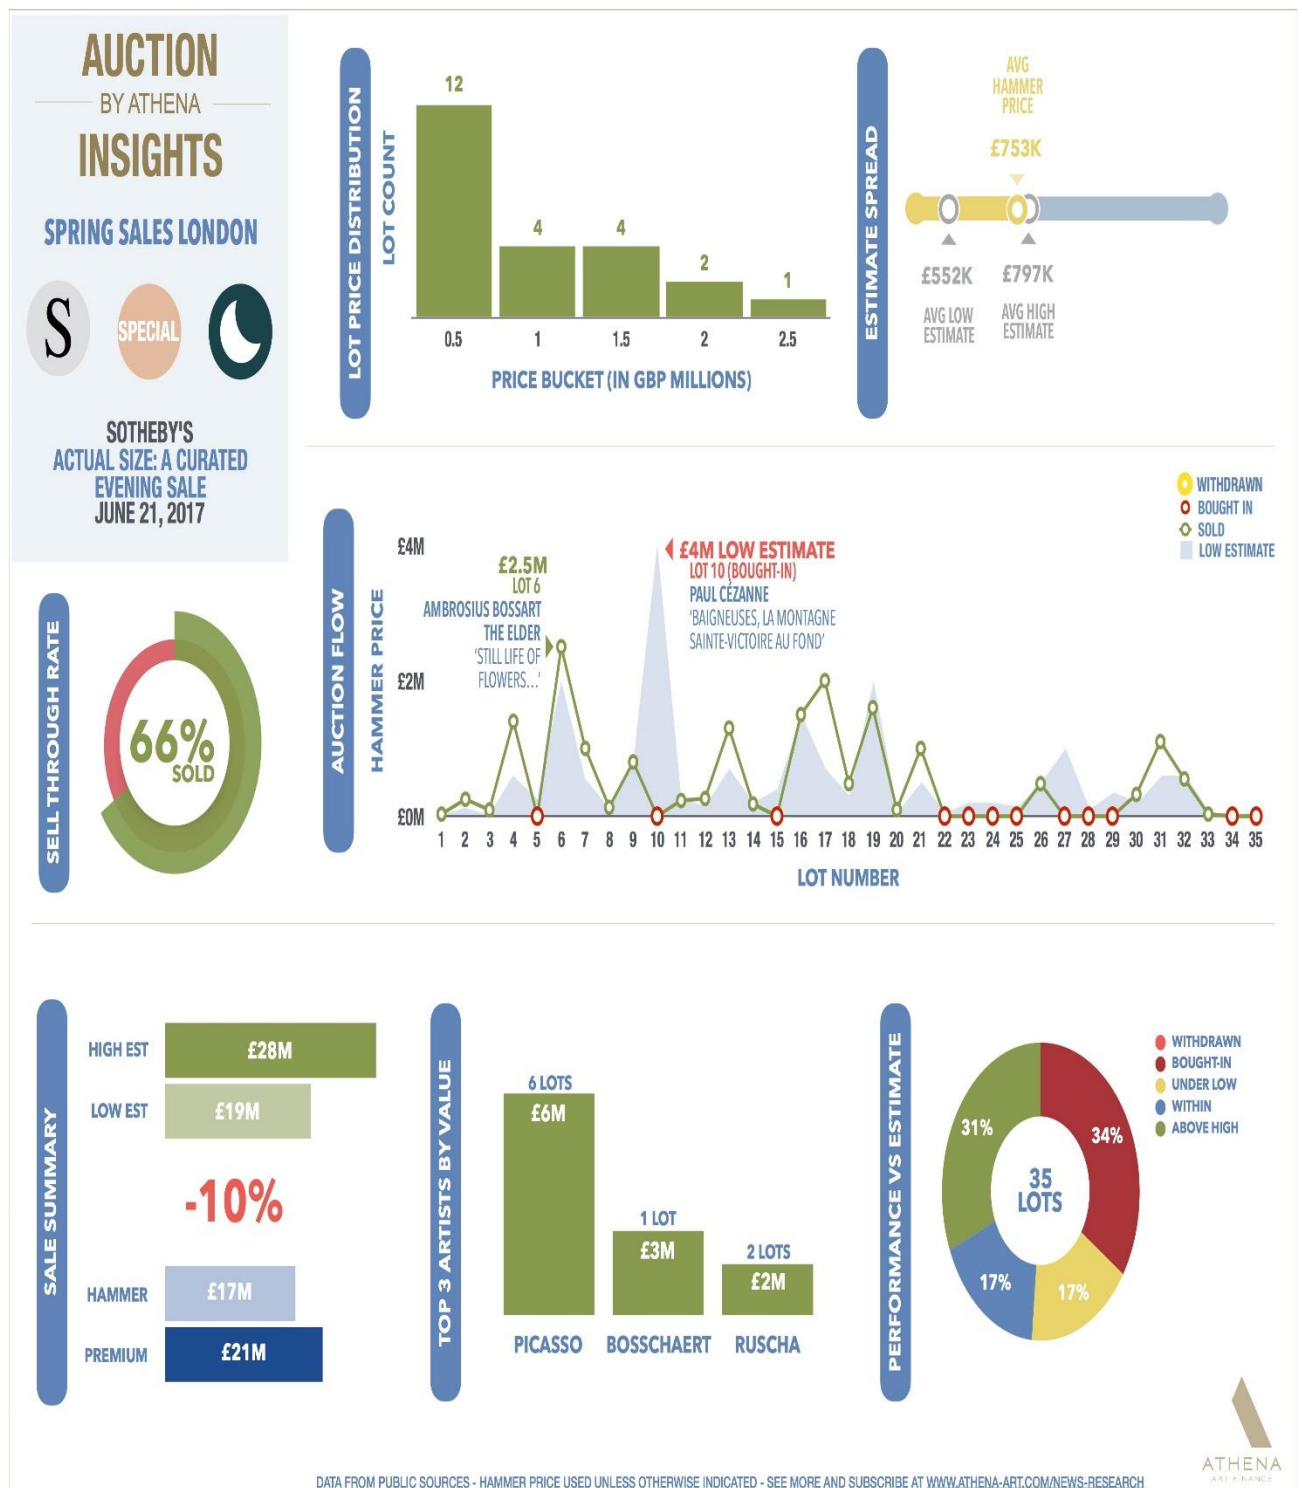 AUCTION
BY ATHENA
INSIGHTS
SPRING SALES LONDON
S
SPECIAL
SOTHEBY'S
ACTUAL SIZE: A CURATED
EVENING SALE
JUNE 21, 2017
LOT PRICE DISTRIBUTION
LOT COUNT
12
4
4
2
1
0.5 1 1.5 2 2.5
PRICE BUCKET (IN GBP MILLIONS)
ESTIMATE SPREAD
AVG
HAMMER
PRICE
£753K
£552K
AVG LOW
ESTIMATE
£797K
AVG HIGH
ESTIMATE
SELL THROUGH RATE
66%
SOLD
AUCTION FLOW
HAMMER PRICE
WITHDRAWN
BOUGHT IN
SOLD
LOW ESTIMATE
£4M
£2M
£0M
£2.5M
LOT 6
AMBROSIUS BOSSART
THE ELDER
'STILL LIFE OF
FLOWERS...'
£4M LOW ESTIMATE
LOT 10 (BOUGHT-IN)
PAUL CÉZANNE
'BAIGNEUSES, LA MONTAGNE
SAINTE-VICTOIRE AU FOND'
1 2 3 4 5 6 7 8 9 10 11 12 13 14 15 16 17 18 19 20 21 22 23 24 25 26 27 28 29 30 31 32 33 34 35
LOT NUMBER
SALE SUMMARY
HIGH EST £28M
LOW EST £19M
-10%
HAMMER £17M
PREMIUM £21M
TOP 3 ARTISTS BY VALUE
6 LOTS
£6M
1 LOT
£3M
2 LOTS
£2M
PICASSO BOSSCHAERT RUSCHA
PERFORMANCE VS ESTIMATE
31%
34%
35
LOTS
17%
17%
WITHDRAWN
BOUGHT-IN
UNDER LOW
WITHIN
ABOVE HIGH
ATHENA
ART FINANCE
DATA FROM PUBLIC SOURCES - HAMMER PRICE USED UNLESS OTHERWISE INDICATED - SEE MORE AND SUBSCRIBE AT WWW.ATHENA-ART.COM/NEWS-RESEARCH